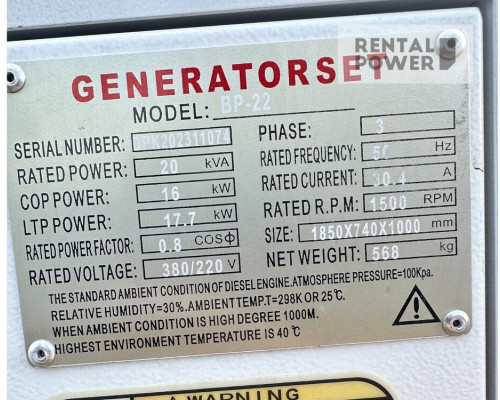 RENTAL
POWER
GENERATORSET
MODEL: BP-22
SERIAL NUMBER: BPK202311074
RATED POWER: 20 kVA
COP POWER: 16 kW
LTP POWER: 17.7 kW
RATED POWER FACTOR: 0.8 COSΦ
RATED VOLTAGE: 380/220 V
PHASE: 3
RATED FREQUENCY: 50 Hz
RATED CURRENT: 30.4 A
RATED R.P.M: 1500 RPM
SIZE: 1850X740X1000 mm
NET WEIGHT: 568 kg
THE STANDARD AMBIENT CONDITION OF DIESEL ENGINE.ATMOSPHERE PRESSURE=100Kpa.
RELATIVE HUMIDITY=30%.AMBIENT TEMP.T=298K OR 25℃.
WHEN AMBIENT CONDITION IS HIGH DEGREE 1000M.
HIGHEST ENVIRONMENT TEMPERATURE IS 40℃
WARNING